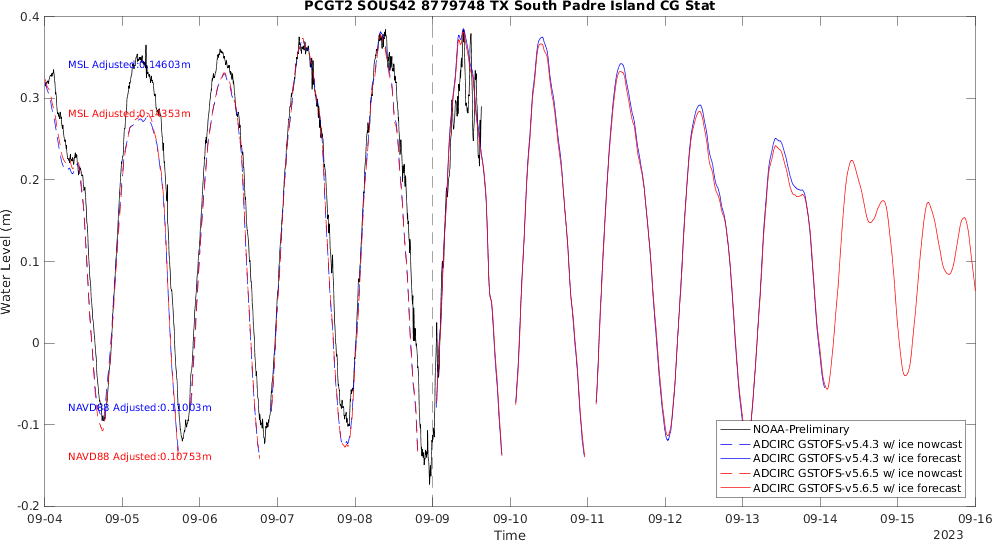 PCGT2 SOUS42 8779748 TX South Padre Island CG Stat
0.4
0.3
0.2
0.1
0
-0.1
-0.2
Water Level (m)
MSL Adjusted:0.14603m
MSL Adjusted:0.14353m
NAVD88 Adjusted:0.11003m
NAVD88 Adjusted:0.10753m
NOAA-Preliminary
ADCIRC GSTOFS-v5.4.3 w/ ice nowcast
ADCIRC GSTOFS-v5.4.3 w/ ice forecast
ADCIRC GSTOFS-v5.6.5 w/ ice nowcast
ADCIRC GSTOFS-v5.6.5 w/ ice forecast
09-04 09-05 09-06 09-07 09-08 09-09 09-10 09-11 09-12 09-13 09-14 09-15 09-16
Time
2023